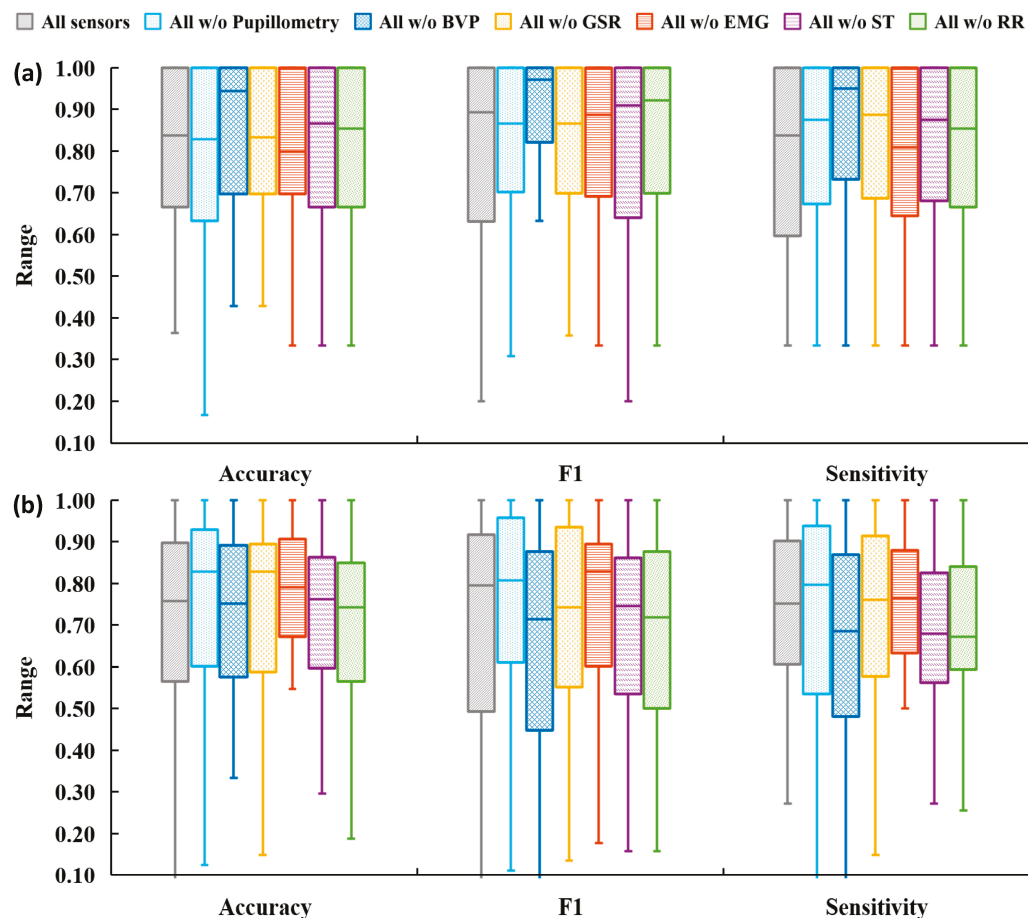 All sensors All w/o Pupillometry All w/o BVP All w/o GSR All w/o EMG All w/o ST All w/o RR
(a)
1.00
0.90
0.80
0.70
0.60
0.50
0.40
0.30
0.20
0.10
Range
Accuracy F1 Sensitivity
(b)
1.00
0.90
0.80
0.70
0.60
0.50
0.40
0.30
0.20
0.10
Range
Accuracy F1 Sensitivity